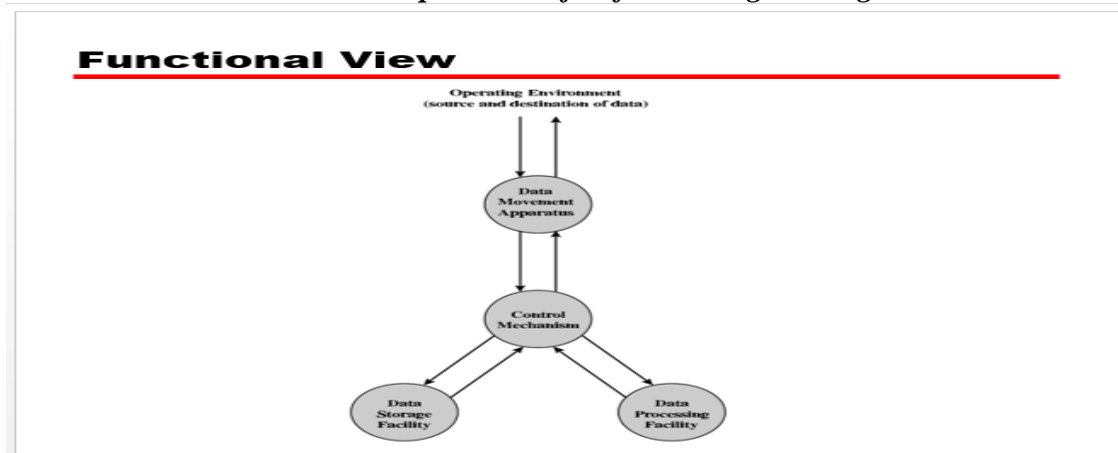 Functional View
Operating Environment
(source and destination of data)
Data
Movement
Apparatus
Control
Mechanism
Data
Storage
Facility
Data
Processing
Facility